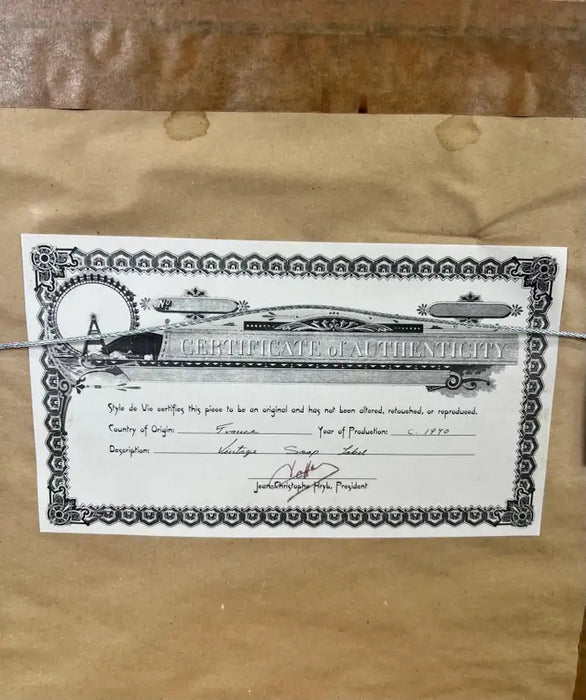 Nº
CERTIFICATE of AUTHENTICITY
Style de Vie certifies this piece to be an original and has not been altered, retouched, or reproduced.
Country of Origin: France Year of Production: c. 1970
Description: Vintage Soap Label
Jean-Christophe Hryb, President